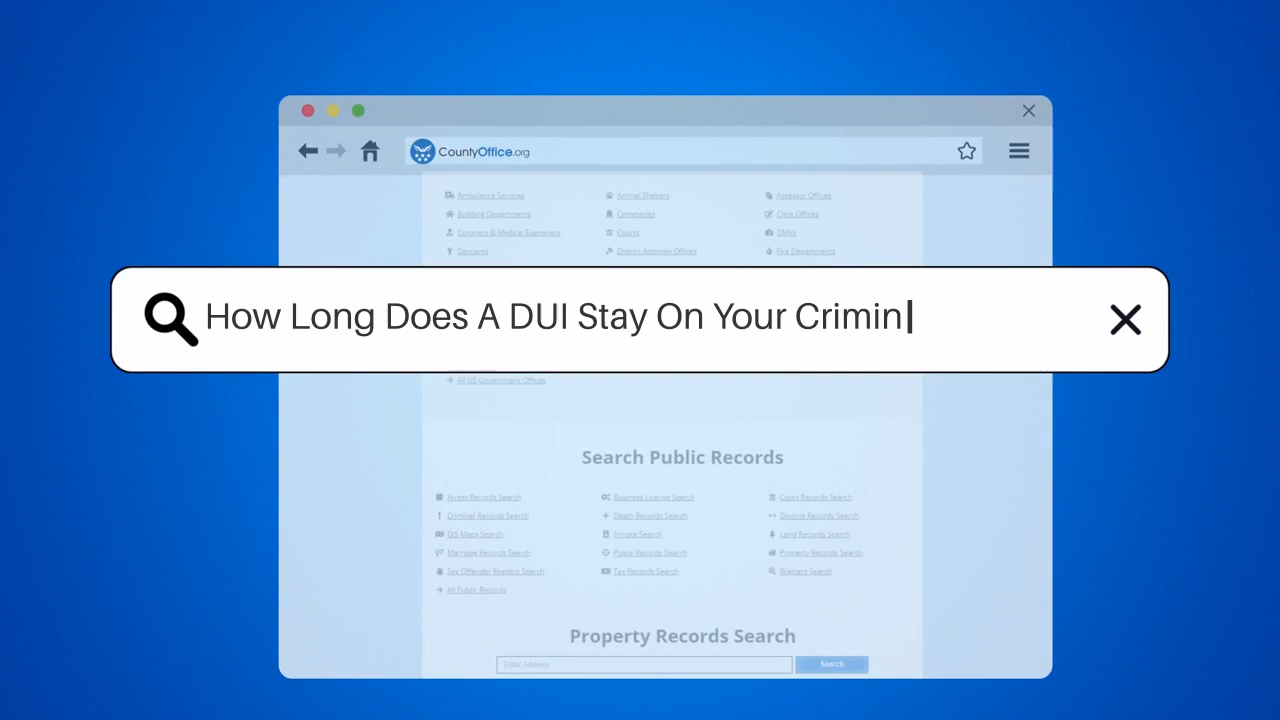 CountyOffice.org
Ambulance Services Animal Shelters Assessor Offices
Building Departments Cemeteries Clerk Offices
Coroners & Medical Examiners Courts DMVs
Daycares District Attorney Offices Fire Departments
How Long Does A DUI Stay On Your Crimin
All US Government Offices
Search Public Records
Arrest Records Search Business License Search Court Records Search
Criminal Records Search Death Records Search Divorce Records Search
GIS Maps Search Inmate Search Land Records Search
Marriage Records Search Police Records Search Property Records Search
Sex Offender Registry Search Tax Records Search Warrant Search
All Public Records
Property Records Search
Enter Address Search